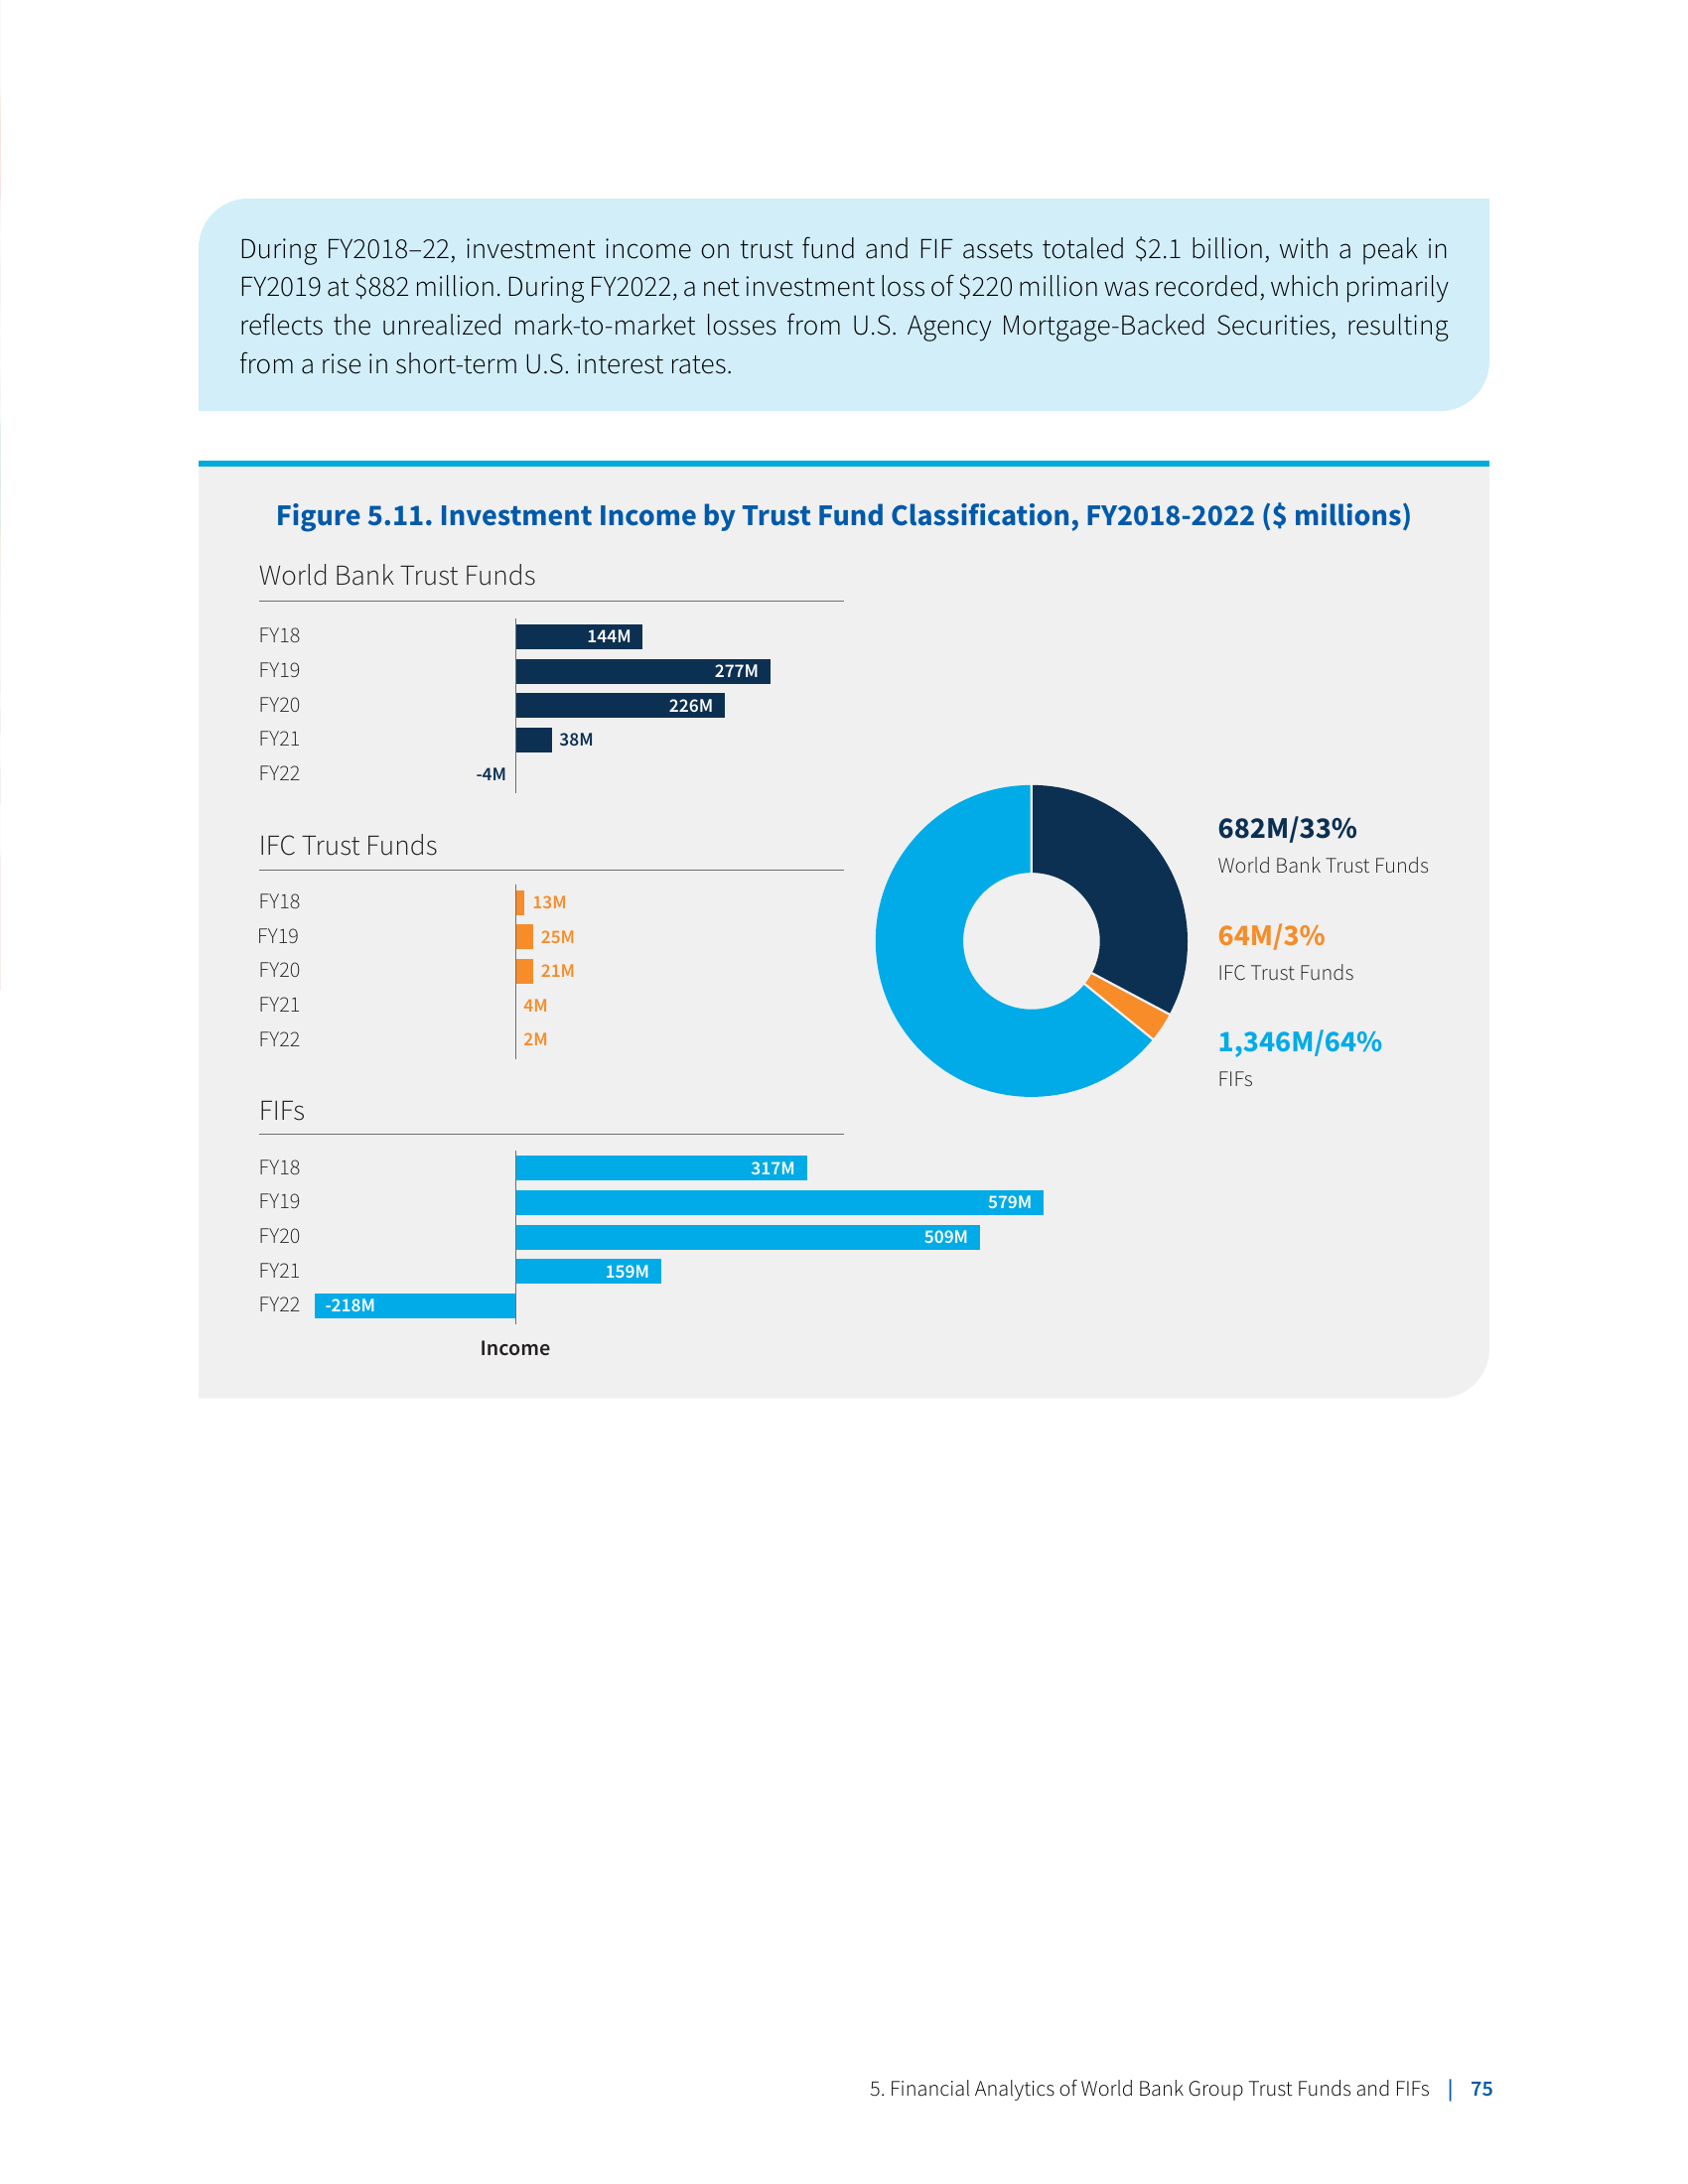 During FY2018–22, investment income on trust fund and FIF assets totaled $2.1 billion, with a peak in
FY2019 at $882 million. During FY2022, a net investment loss of $220 million was recorded, which primarily
reflects the unrealized mark-to-market losses from U.S. Agency Mortgage-Backed Securities, resulting
from a rise in short-term U.S. interest rates.
Figure 5.11. Investment Income by Trust Fund Classification, FY2018-2022 ($ millions)
World Bank Trust Funds
FY18 144M
FY19 277M
FY20 226M
FY21 38M
FY22 -4M
IFC Trust Funds
FY18 13M
FY19 25M
FY20 21M
FY21 4M
FY22 2M
FIFs
FY18 317M
FY19 579M
FY20 509M
FY21 159M
FY22 -218M
Income
682M/33%
World Bank Trust Funds
64M/3%
IFC Trust Funds
1,346M/64%
FIFs
5. Financial Analytics of World Bank Group Trust Funds and FIFs | 75